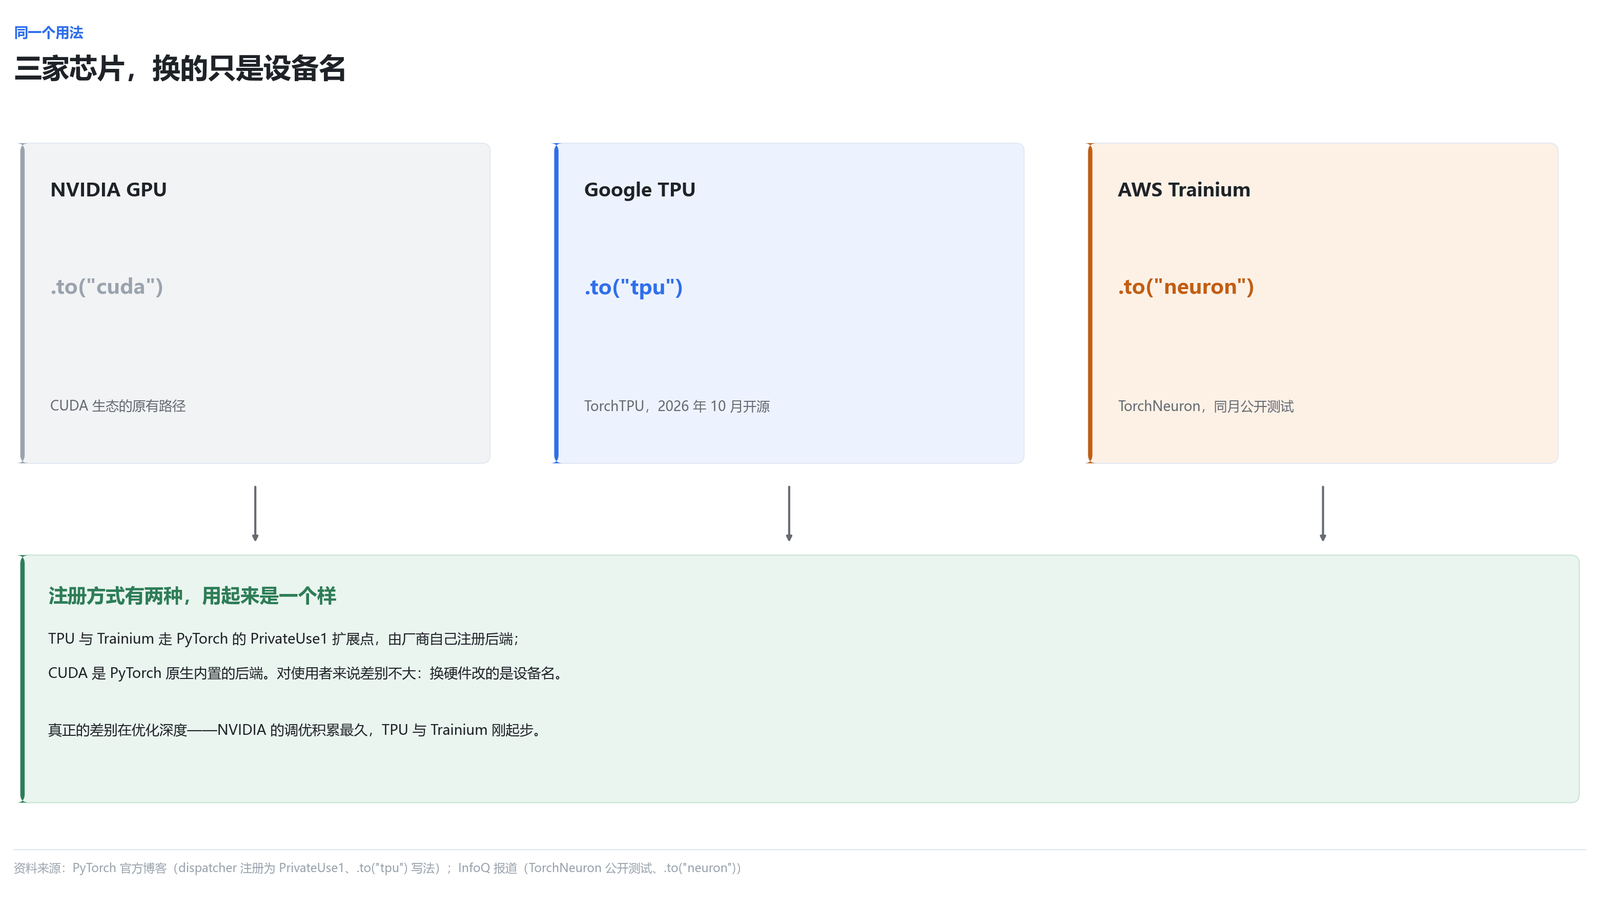 同一个用法
三家芯片，换的只是设备名
NVIDIA GPU
.to("cuda")
CUDA 生态的原有路径
Google TPU
.to("tpu")
TorchTPU，2026 年 10 月开源
AWS Trainium
.to("neuron")
TorchNeuron，同月公开测试
注册方式有两种，用起来是一个样
TPU 与 Trainium 走 PyTorch 的 PrivateUse1 扩展点，由厂商自己注册后端；
CUDA 是 PyTorch 原生内置的后端。对使用者来说差别不大：换硬件改的是设备名。
真正的差别在优化深度——NVIDIA 的调优积累最久，TPU 与 Trainium 刚起步。
资料来源：PyTorch 官方博客（dispatcher 注册为 PrivateUse1、.to("tpu") 写法）；InfoQ 报道（TorchNeuron 公开测试、.to("neuron")）